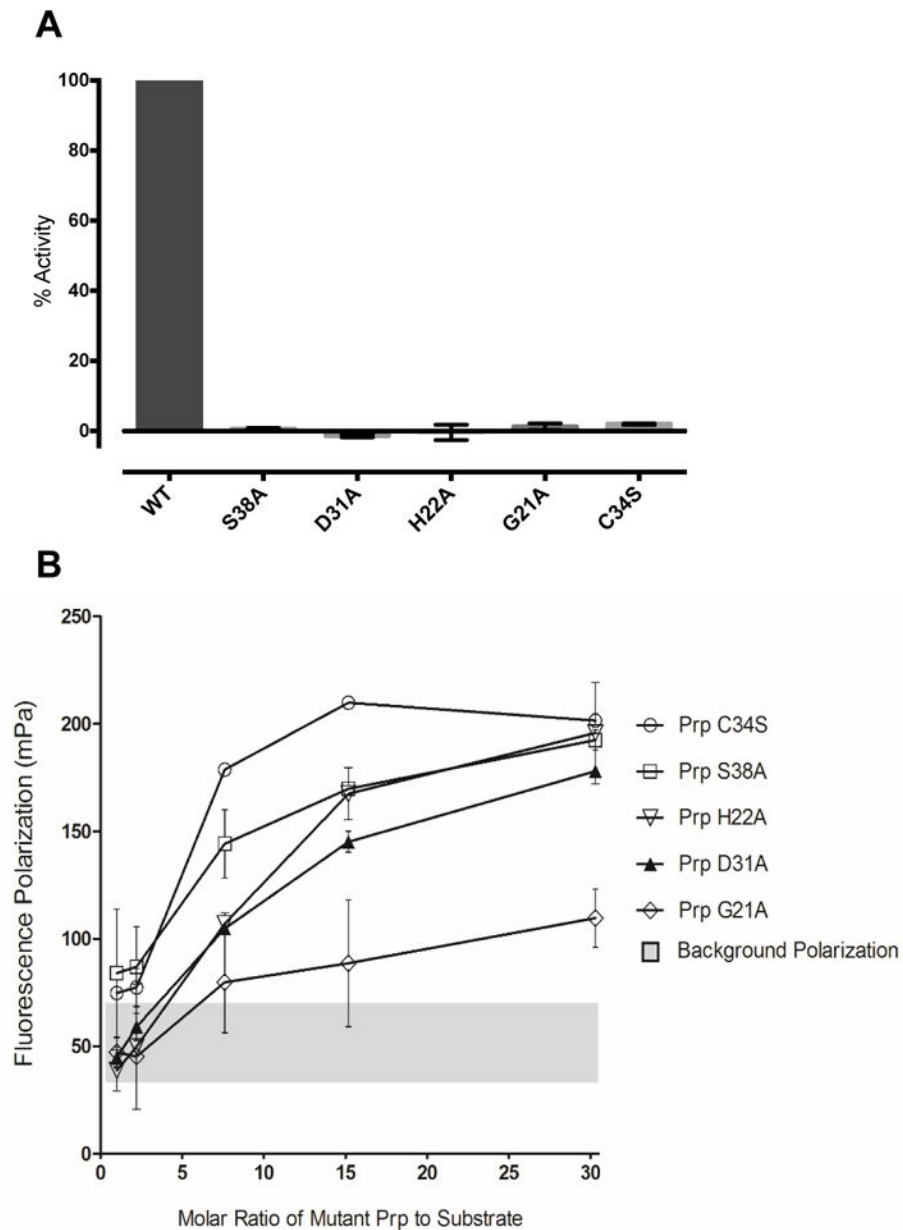 A
100
80
60
40
20
0
% Activity
WT
S38A
D31A
H22A
G21A
C34S
B
250
200
150
100
50
0
Fluorescence Polarization (mPa)
0 5 10 15 20 25 30
Molar Ratio of Mutant Prp to Substrate
Prp C34S
Prp S38A
Prp H22A
Prp D31A
Prp G21A
Background Polarization